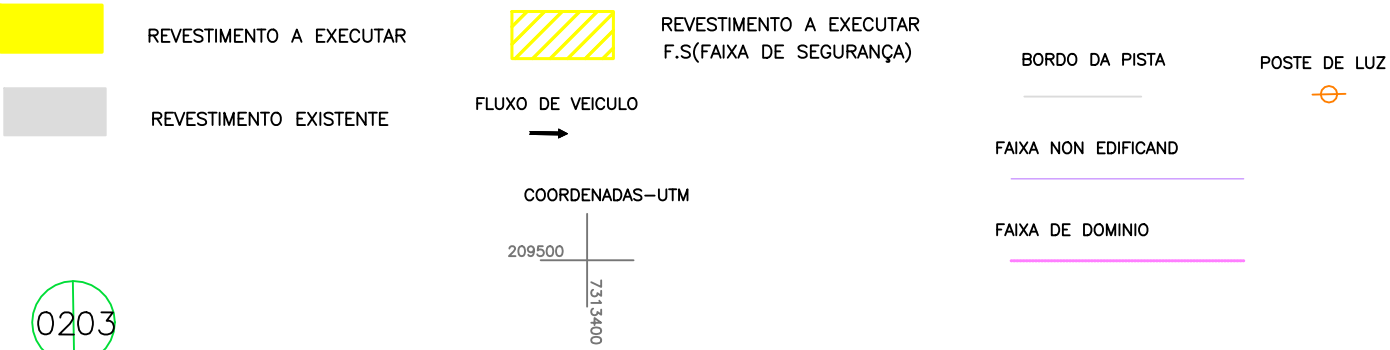 REVESTIMENTO A EXECUTAR
REVESTIMENTO EXISTENTE
REVESTIMENTO A EXECUTAR
F.S(FAIXA DE SEGURANÇA)
FLUXO DE VEICULO
COORDENADAS-UTM
209500
7313400
BORDO DA PISTA
POSTE DE LUZ
FAIXA NON EDIFICAND
FAIXA DE DOMINIO
0203